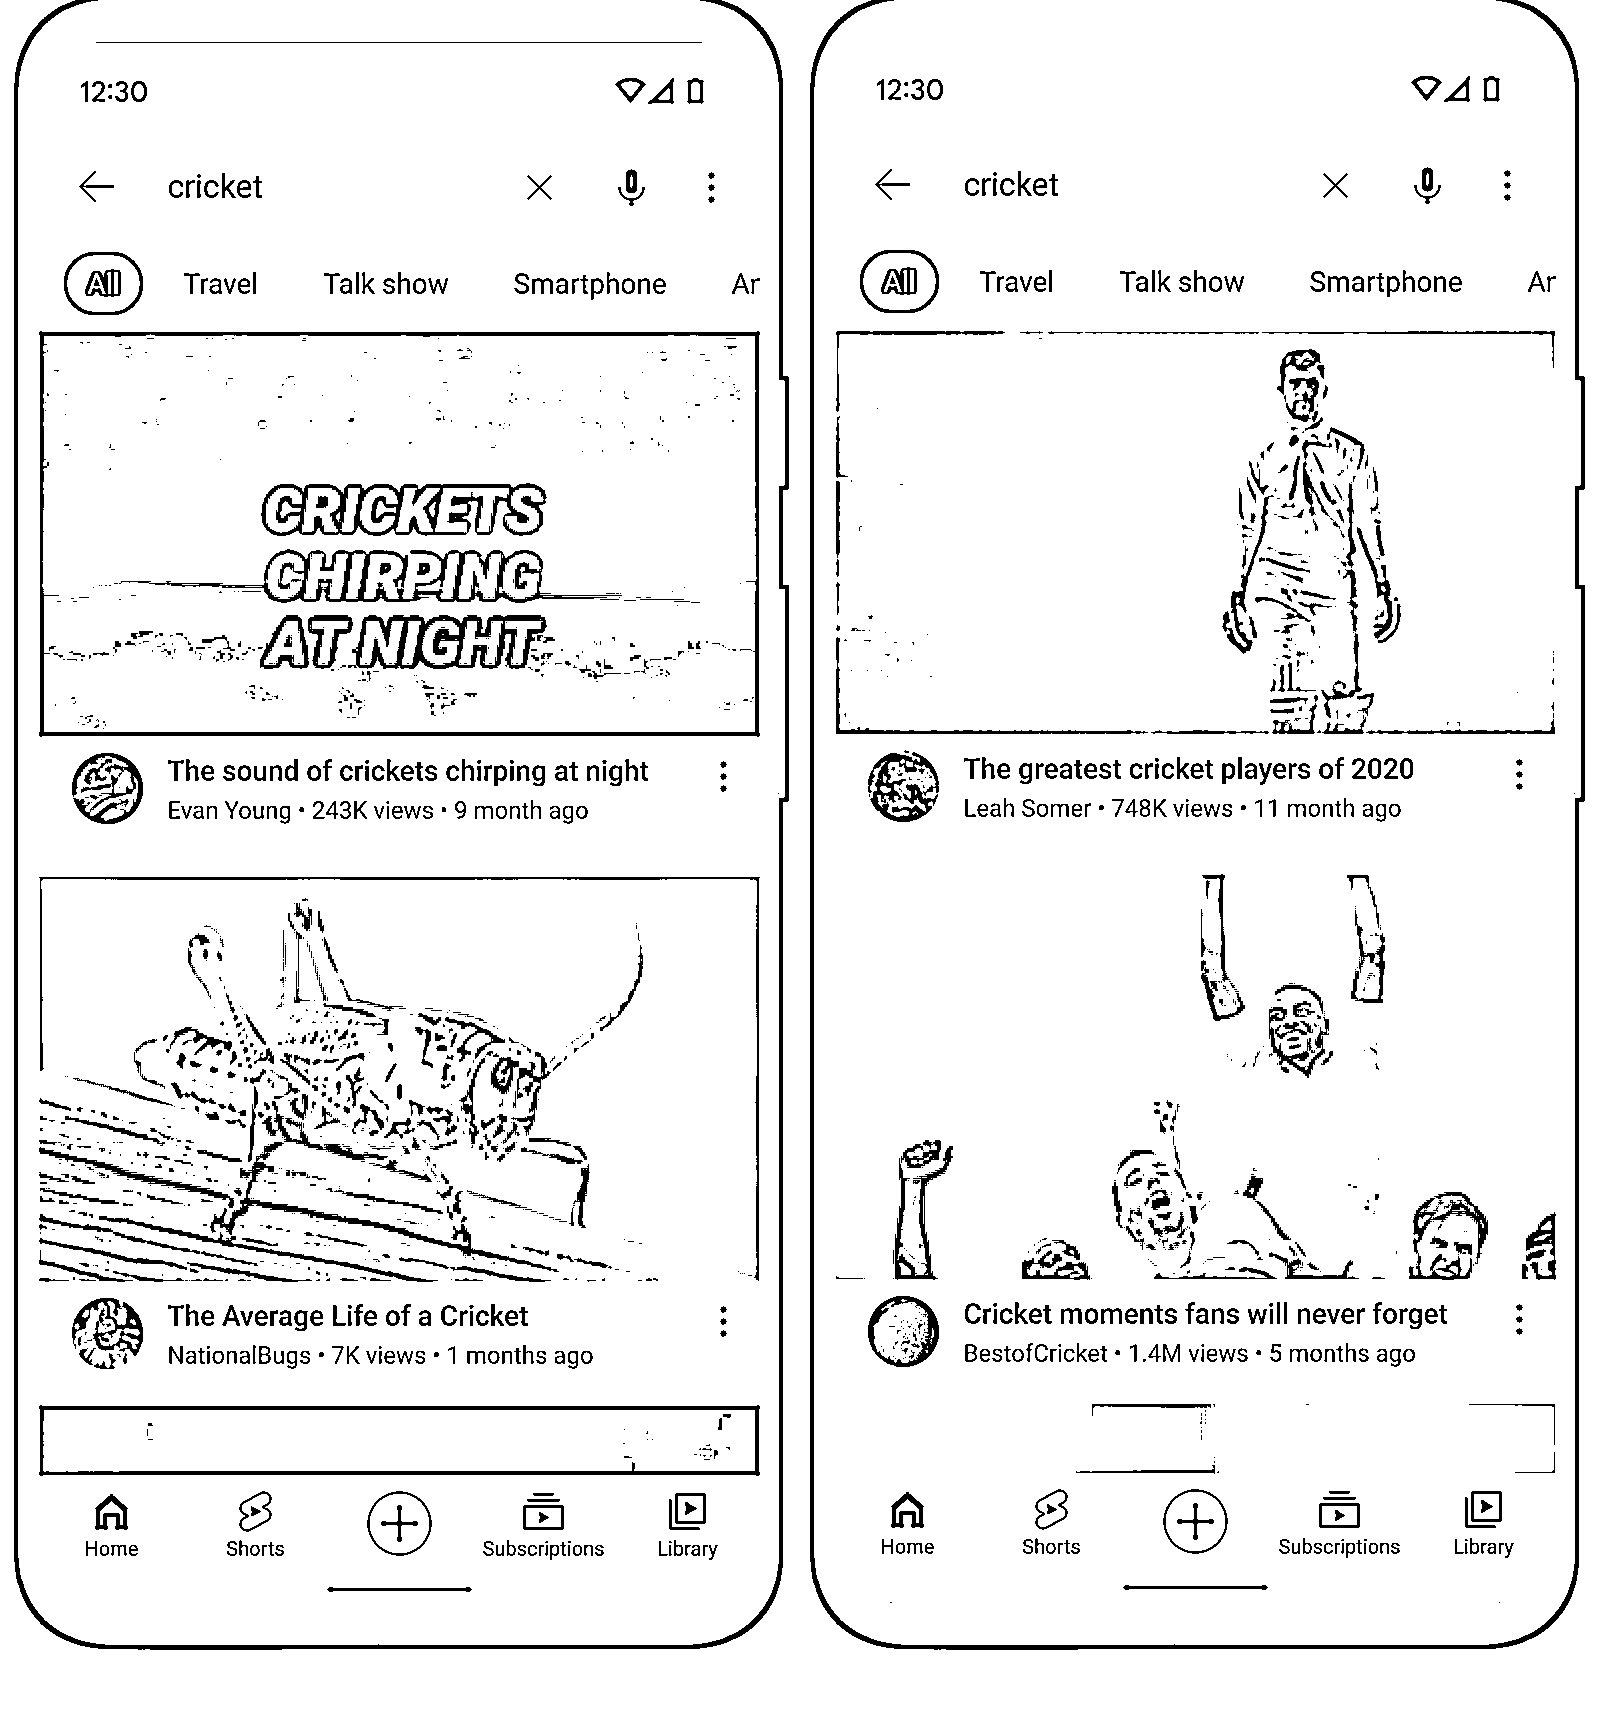 12:30
cricket
All Travel Talk show Smartphone Ar
CRICKETS
CHIRPING
AT NIGHT
The sound of crickets chirping at night
Evan Young • 243K views • 9 month ago
The Average Life of a Cricket
NationalBugs • 7K views • 1 months ago
Home Shorts Subscriptions Library
12:30
cricket
All Travel Talk show Smartphone Ar
The greatest cricket players of 2020
Leah Somer • 748K views • 11 month ago
Cricket moments fans will never forget
BestofCricket • 1.4M views • 5 months ago
Home Shorts Subscriptions Library